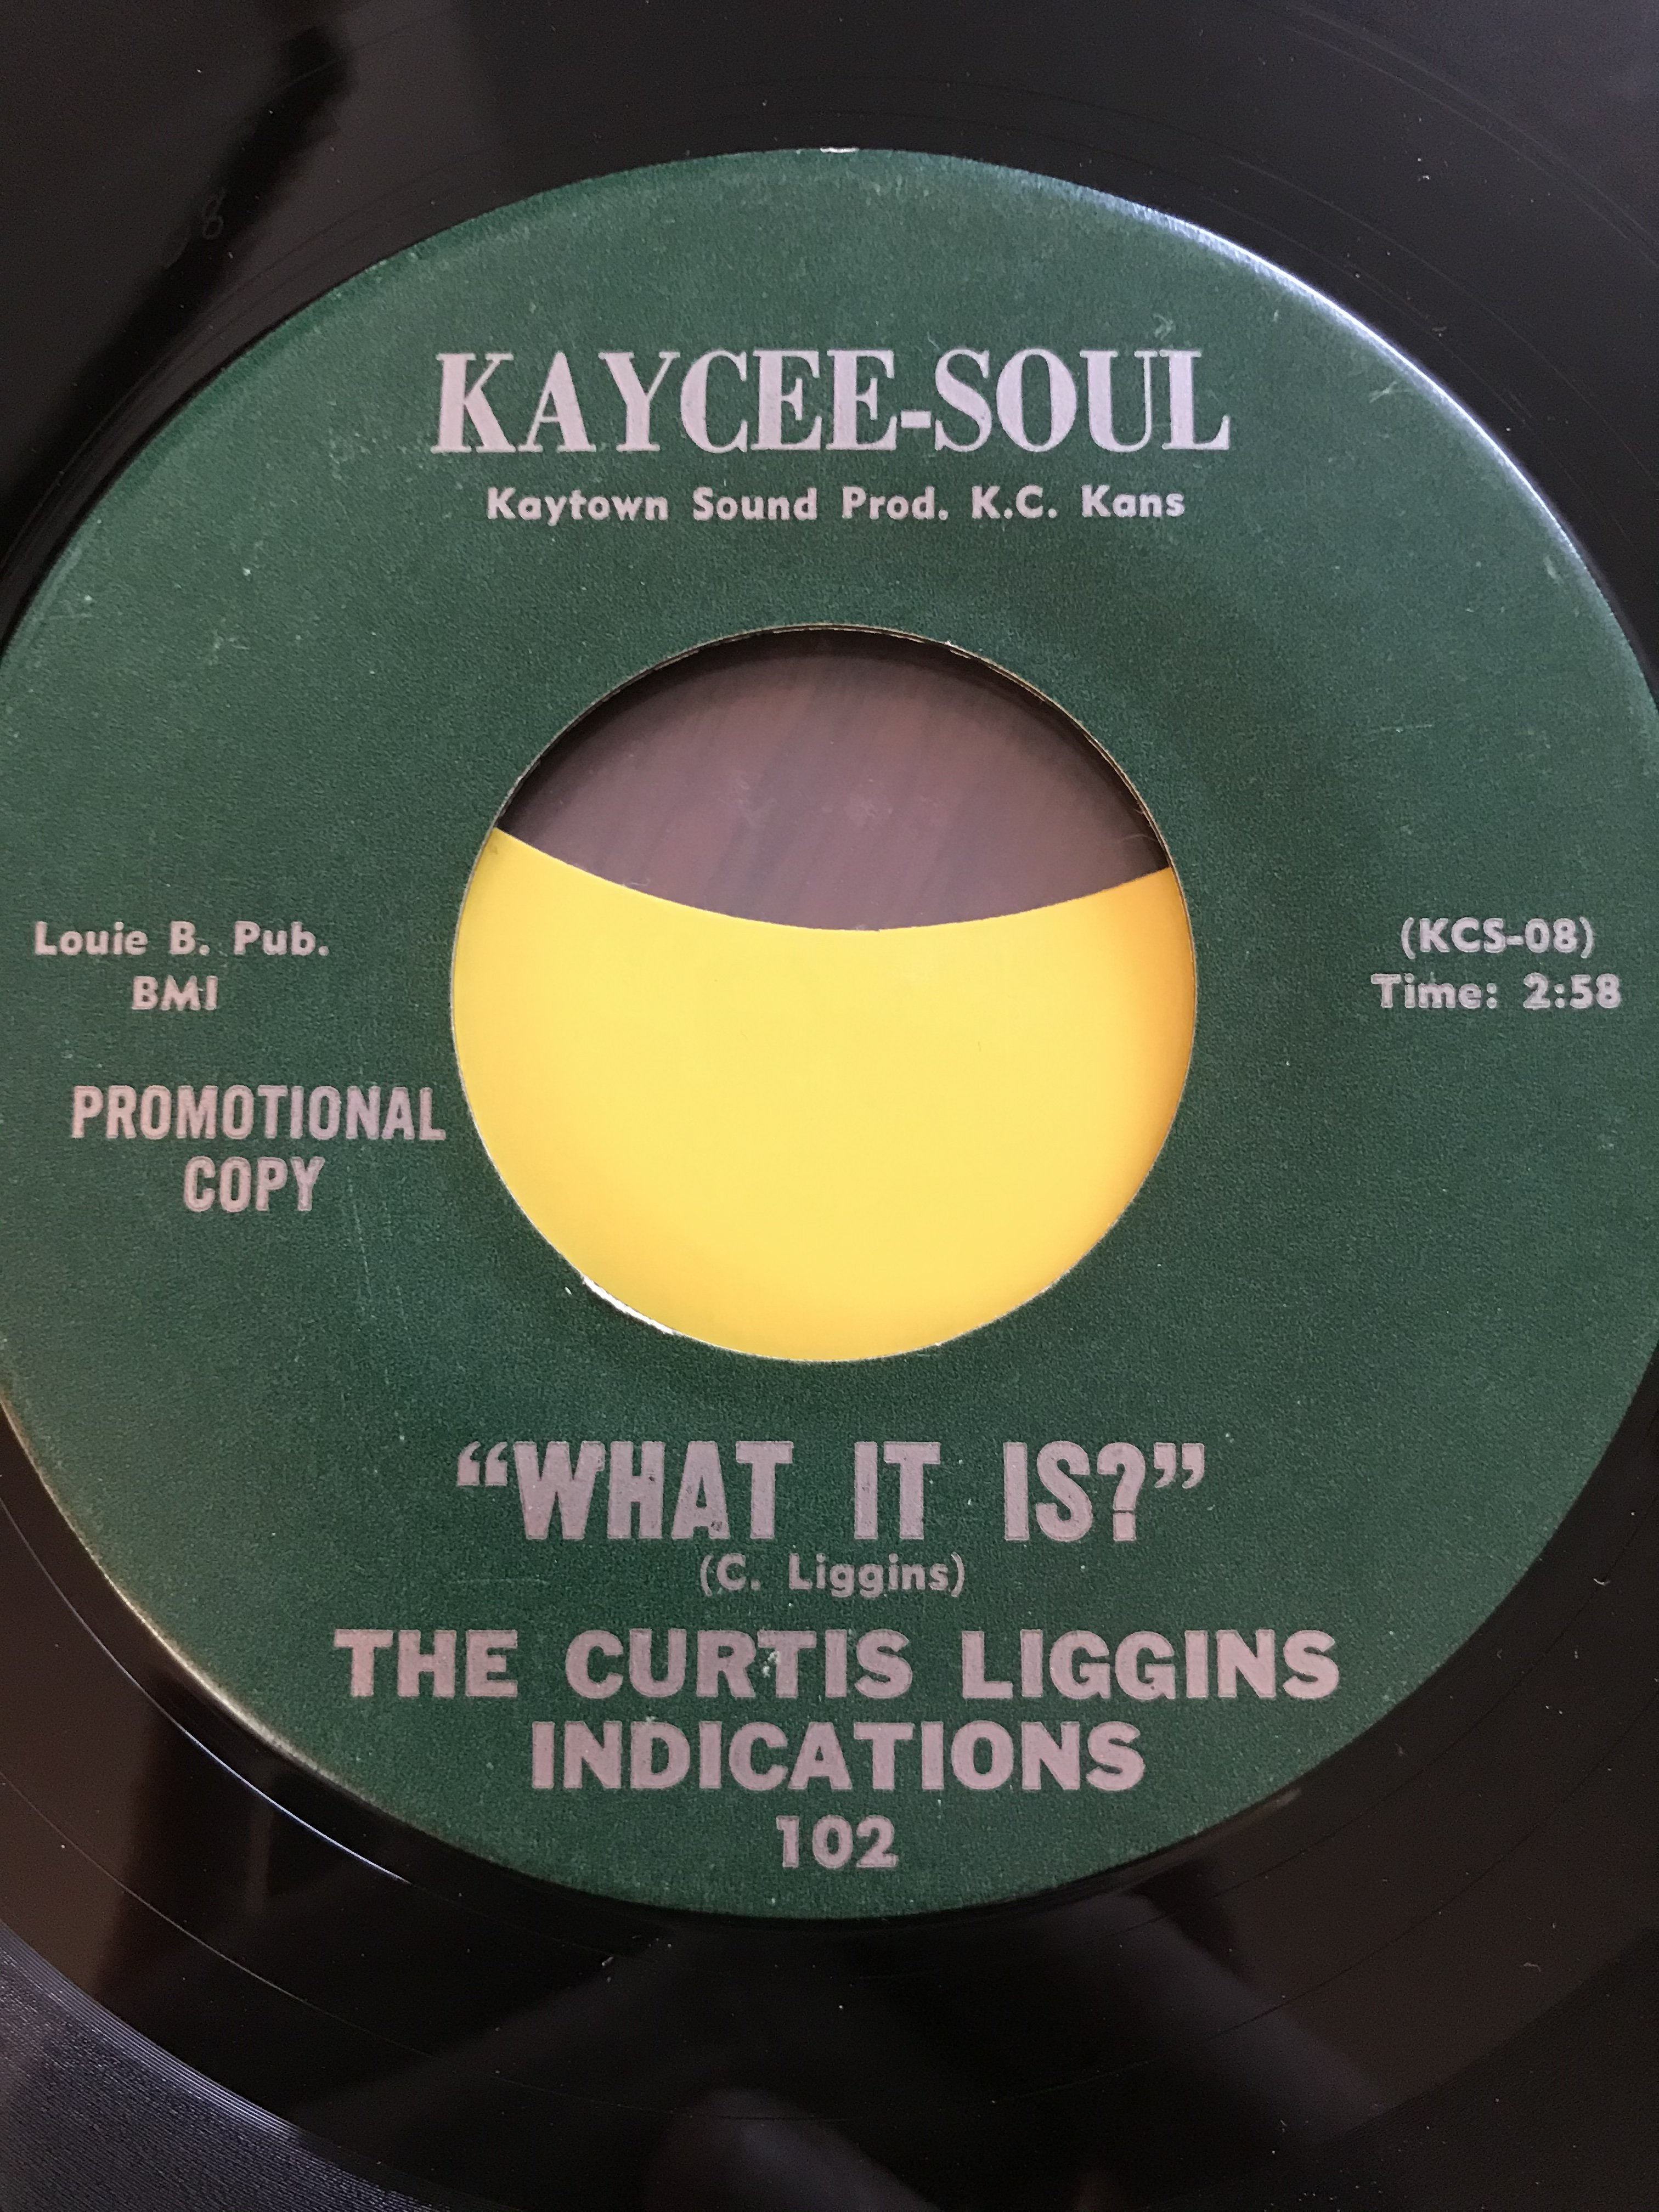 KAYCEE-SOUL
Kaytown Sound Prod. K.C. Kans
Louie B. Pub.
BMI
(KCS-08)
Time: 2:58
PROMOTIONAL
COPY
“WHAT IT IS?”
(C. Liggins)
THE CURTIS LIGGINS
INDICATIONS
102